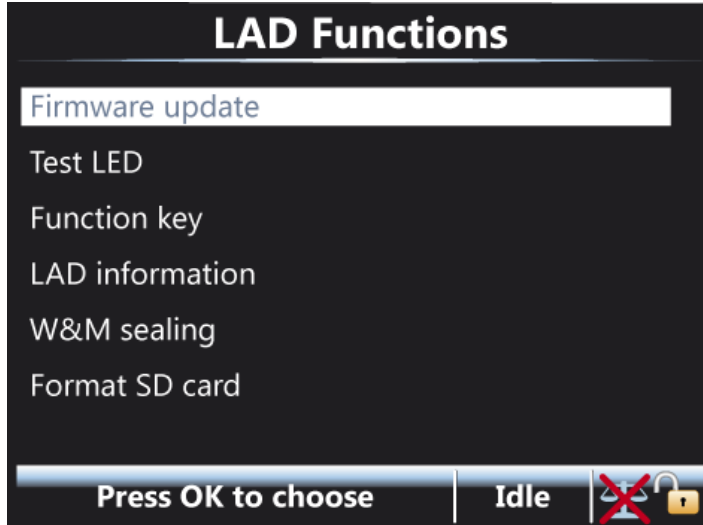 LAD Functions
Firmware update
Test LED
Function key
LAD information
W&M sealing
Format SD card
Press OK to choose
Idle